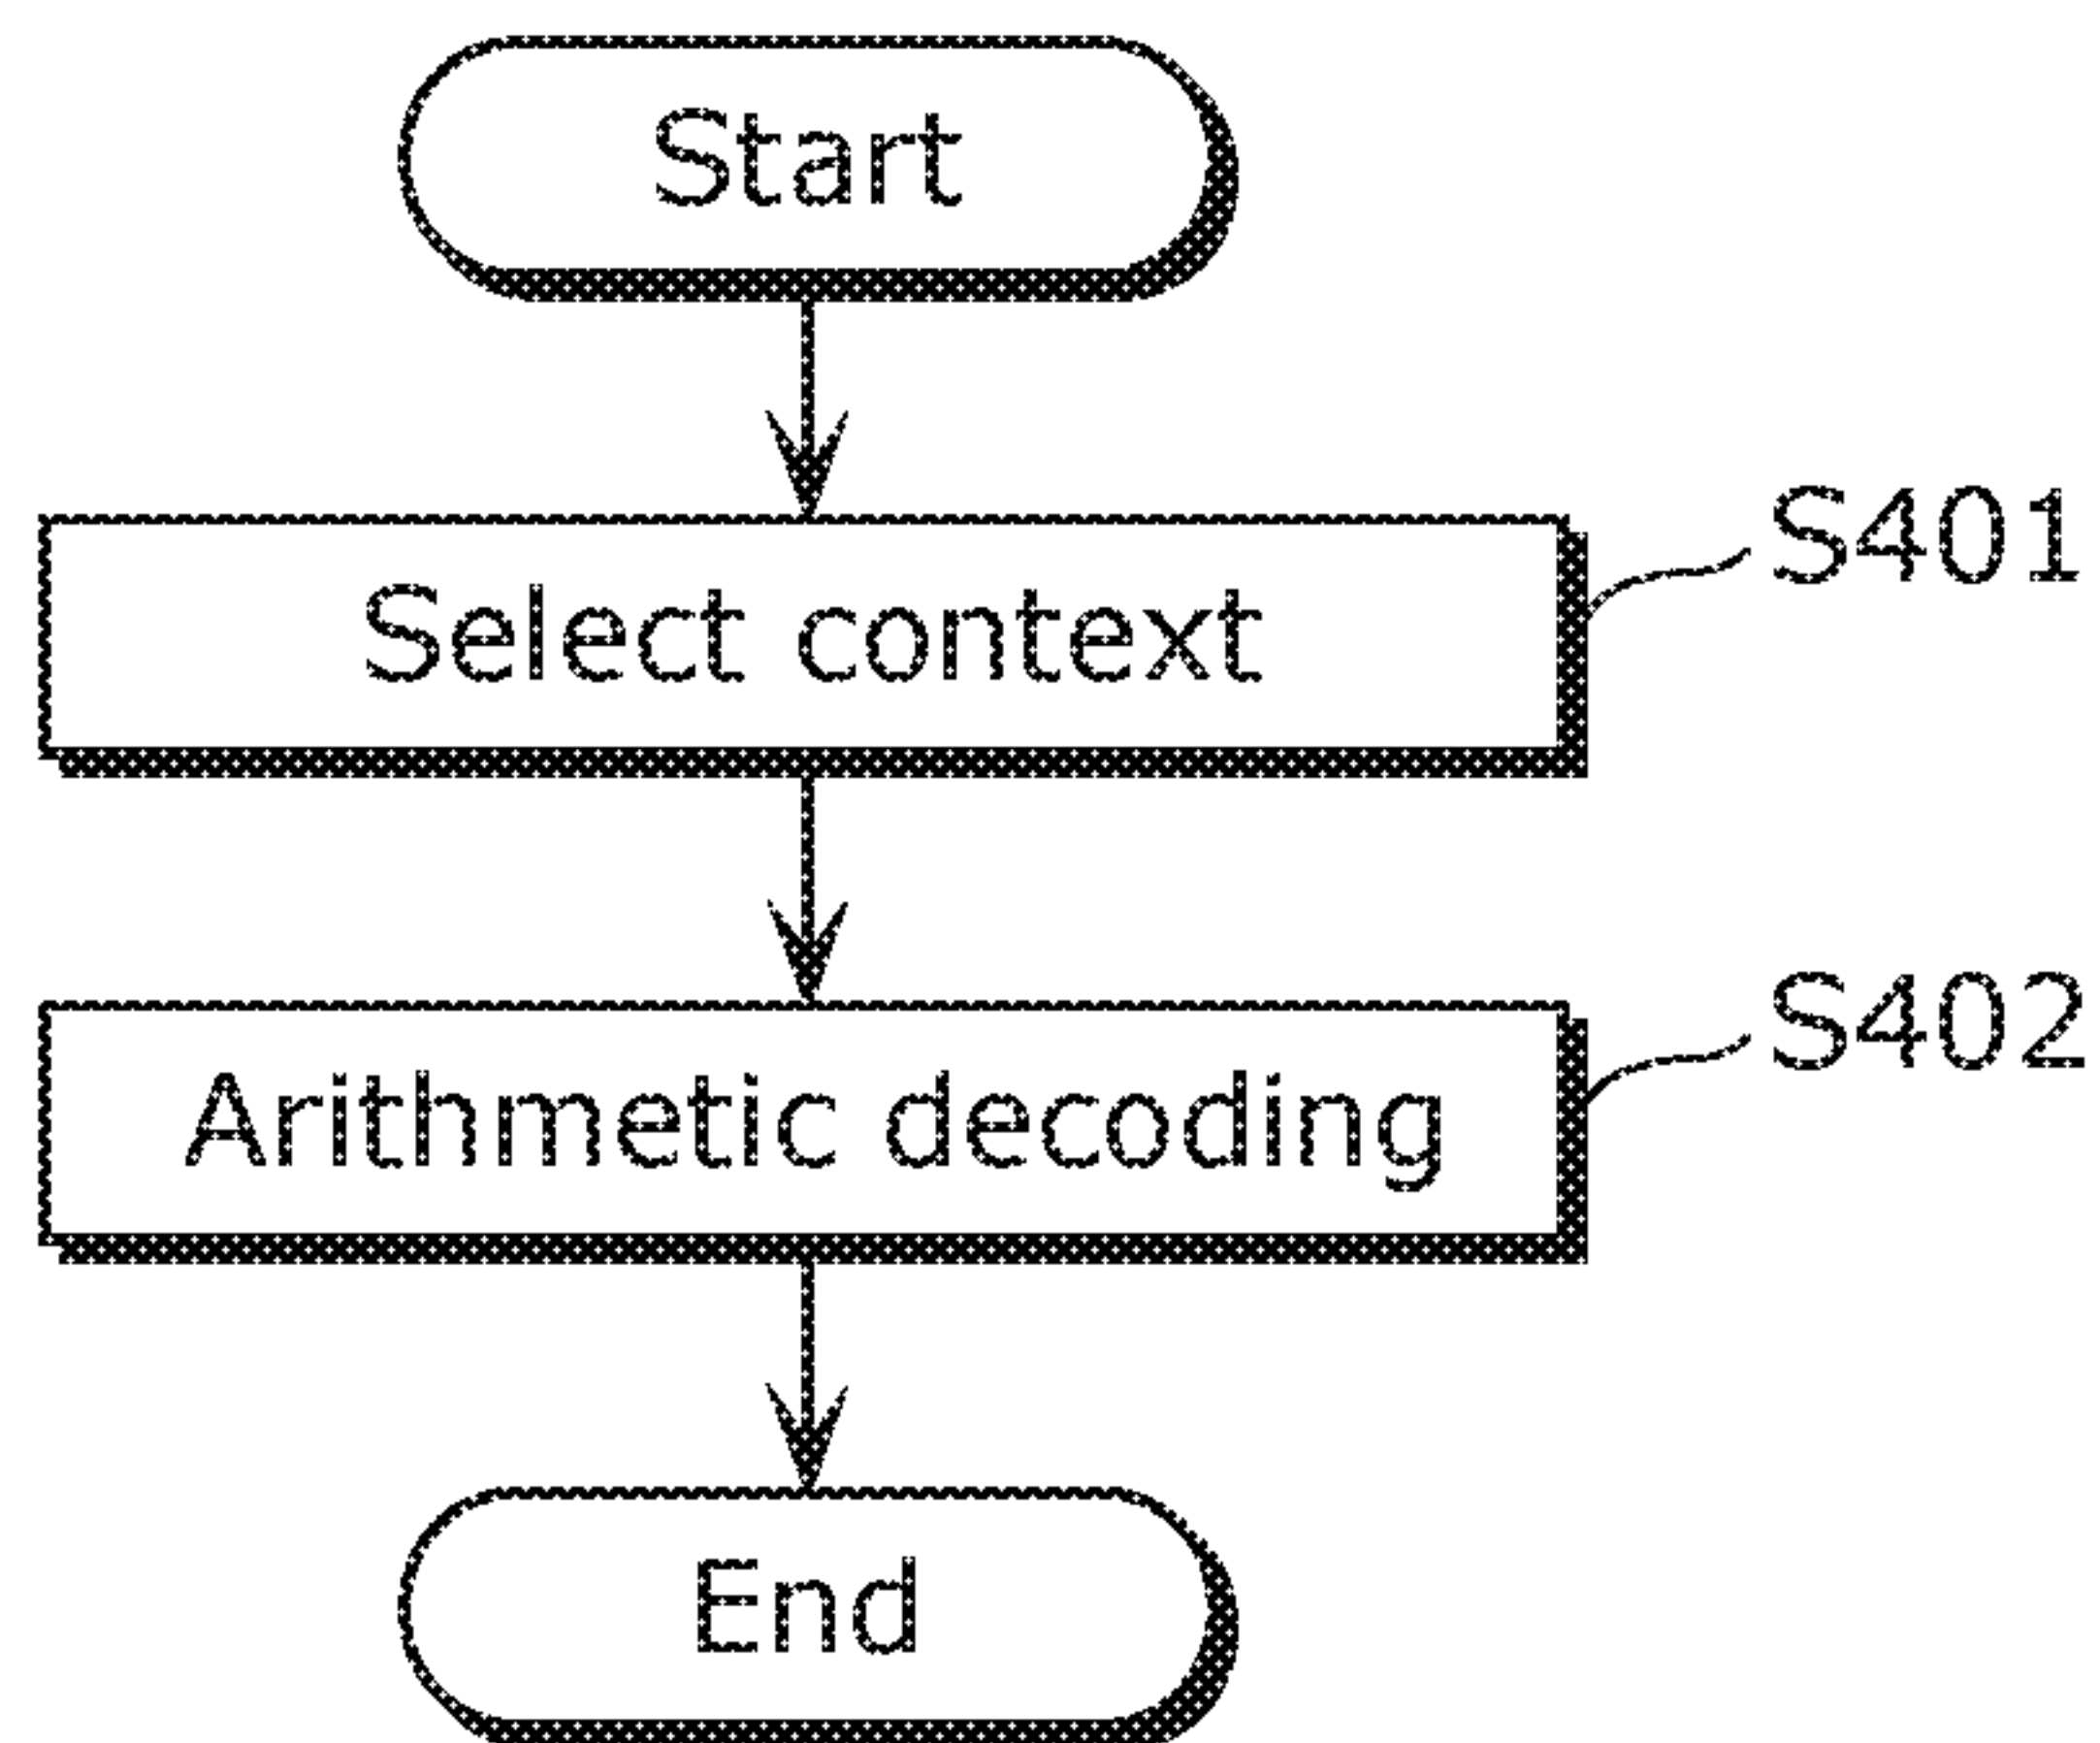 Start
Select context
S401
Arithmetic decoding
S402
End